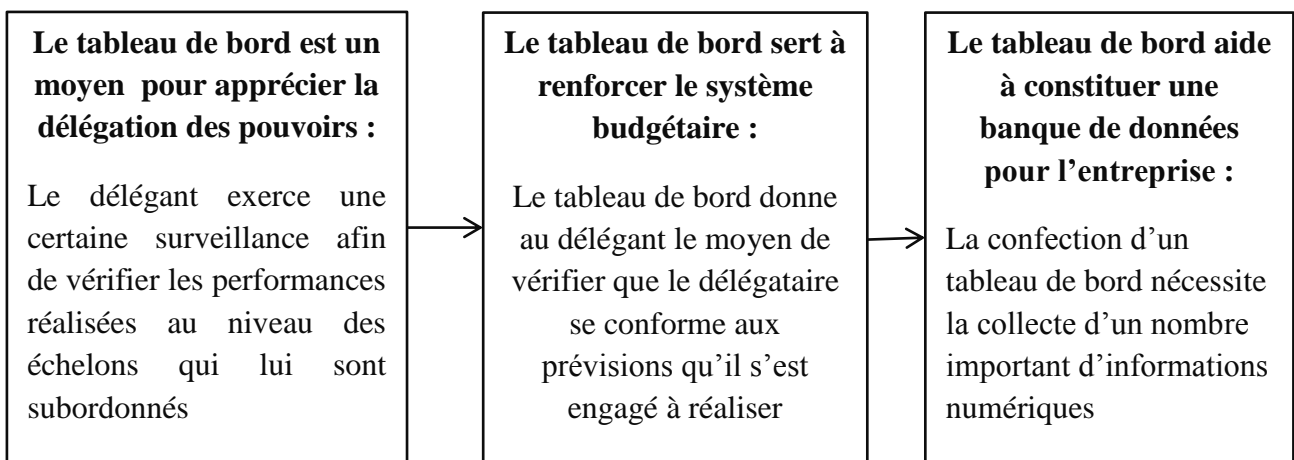 Le tableau de bord est un
moyen pour apprécier la
délégation des pouvoirs :
Le délégant exerce une
certaine surveillance afin
de vérifier les performances
réalisées au niveau des
échelons qui lui sont
subordonnés
Le tableau de bord sert à
renforcer le système
budgétaire :
Le tableau de bord donne
au délégant le moyen de
vérifier que le délégataire
se conforme aux
prévisions qu’il s’est
engagé à réaliser
Le tableau de bord aide
à constituer une
banque de données
pour l’entreprise :
La confection d’un
tableau de bord nécessite
la collecte d’un nombre
important d’informations
numériques